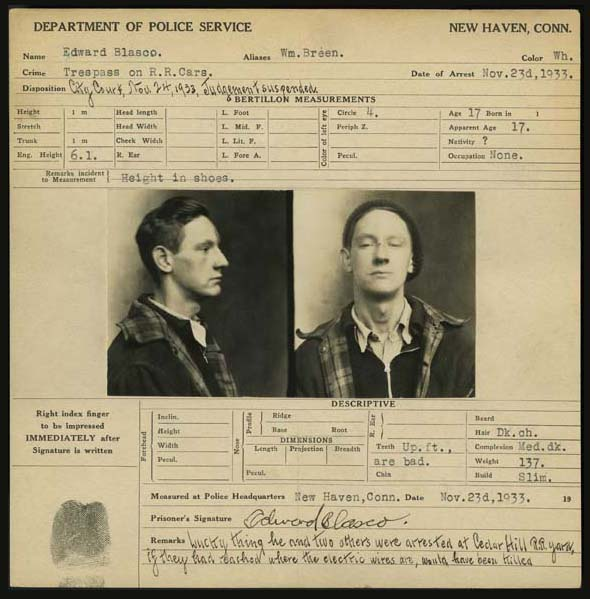 DEPARTMENT OF POLICE SERVICE NEW HAVEN, CONN.
Name Edward Blasco. Aliases Wm. Breen. Color Wh.
Crime Trespass on R.R.Cars. Date of Arrest Nov.23d,1933.
Disposition City Court, Nov. 24, 1933, Judgement suspended.
BERTILLON MEASUREMENTS
Height 1 m Head length L. Foot Circle 4. Age 17 Born in 1
Stretch Head Width L. Mid. F. Periph Z. Apparent Age 17.
Trunk 1 m Cheek Width L. Lit. F. Color of left eye Nativity ?
Eng. Height 6.1. R. Ear L. Fore A. Pecul. Occupation None.
Remarks incident to Measurement Height in shoes.
DESCRIPTIVE
Right index finger
to be impressed
IMMEDIATELY after
Signature is written
Forehead Inclin. Height Width Pecul.
Nose Profile Ridge Base Root
DIMENSIONS
Length Projection Breadth
Pecul.
R. Ear
Teeth Up.ft.,
are bad.
Chin
Beard
Hair Dk.ch.
Complexion Med.dk.
Weight 137.
Build Slim.
Measured at Police Headquarters New Haven,Conn. Date Nov.23d,1933. 19
Prisoner's Signature Edward Blasco.
Remarks Lucky thing he and two others were arrested at Cedar Hill R.R. yard,
if they had reached where the electric wires are, would have been killed